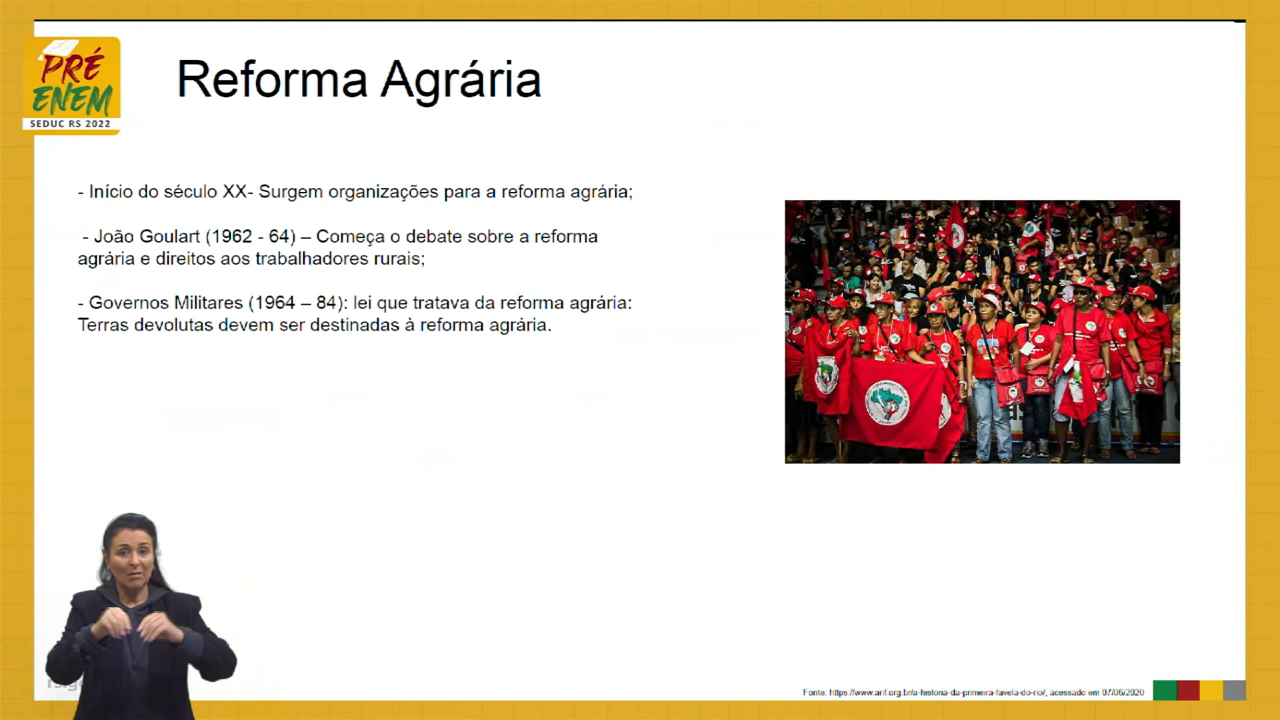 PRÉ
ENEM
SEDUC RS 2022
Reforma Agrária
- Início do século XX- Surgem organizações para a reforma agrária;
- João Goulart (1962 - 64) – Começa o debate sobre a reforma
agrária e direitos aos trabalhadores rurais;
- Governos Militares (1964 – 84): lei que tratava da reforma agrária:
Terras devolutas devem ser destinadas à reforma agrária.
Fonte: https://www.anf.org.br/a-historia-da-primeira-favela-do-rio/, acessado em 07/06/2020